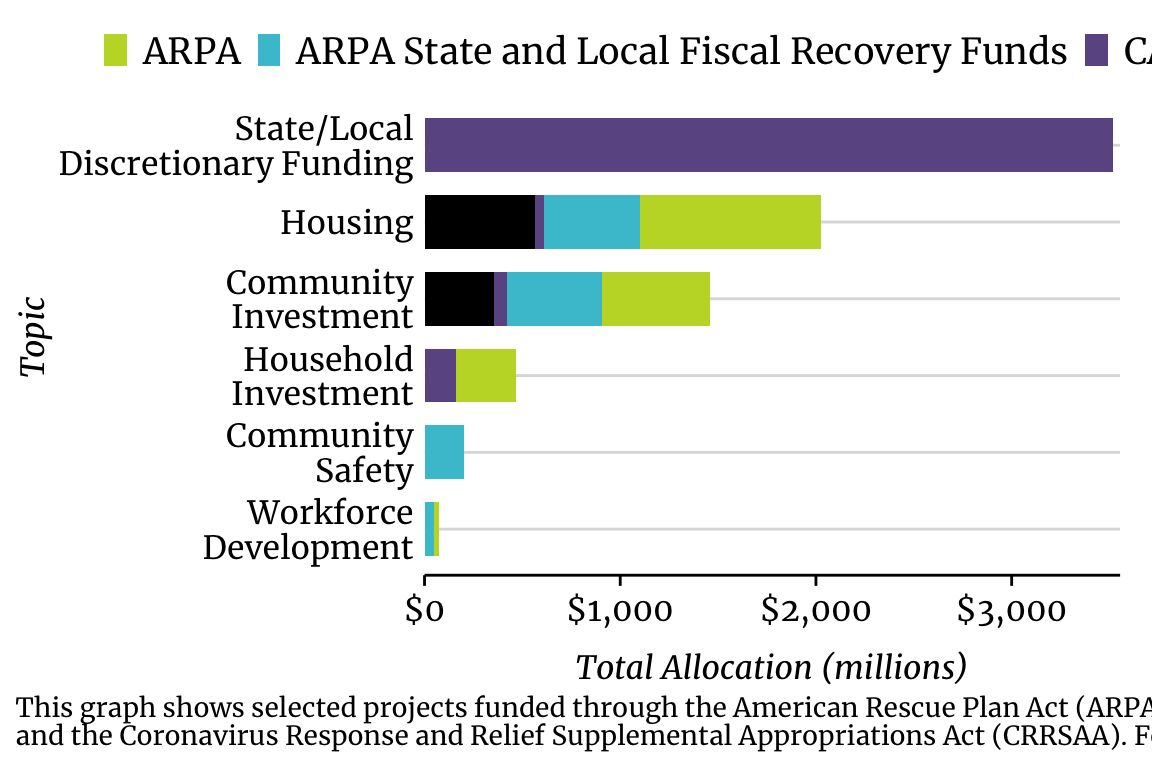 ARPA ARPA State and Local Fiscal Recovery Funds
State/Local
Discretionary Funding
Housing
Community
Investment
Household
Investment
Community
Safety
Workforce
Development
Topic
$0 $1,000 $2,000 $3,000
Total Allocation (millions)
This graph shows selected projects funded through the American Rescue Plan Act (ARPA
and the Coronavirus Response and Relief Supplemental Appropriations Act (CRRSAA).